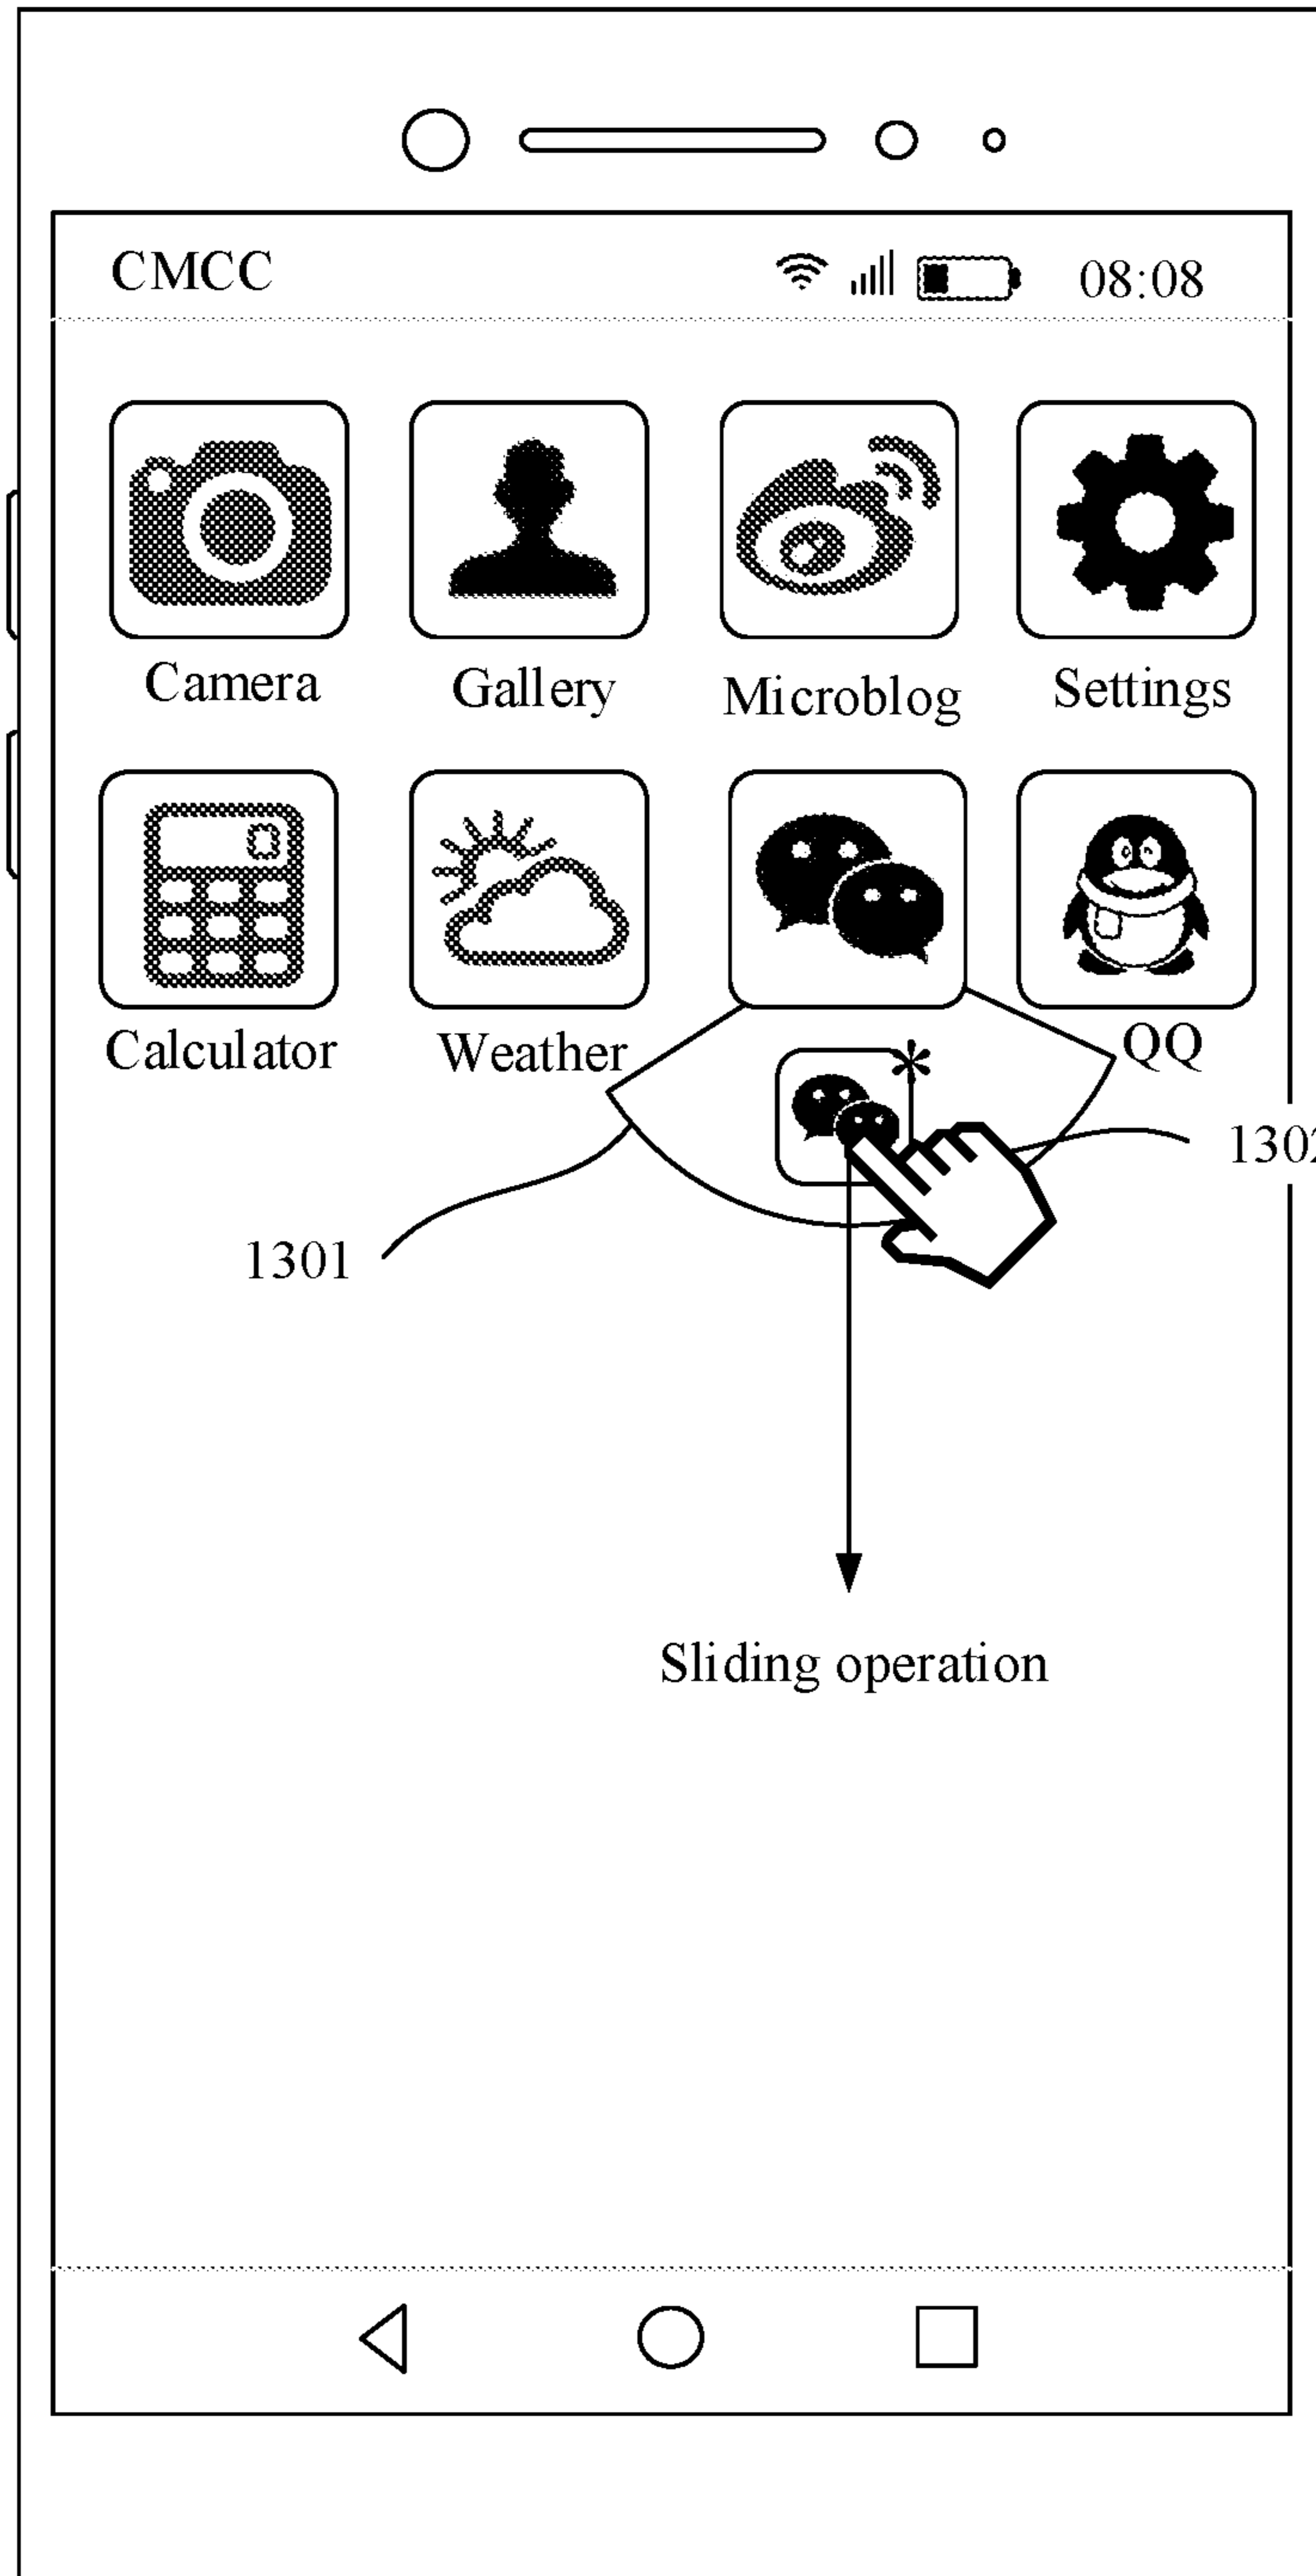 CMCC 08:08
Camera Gallery Microblog Settings
Calculator Weather QQ
*
1301
Sliding operation